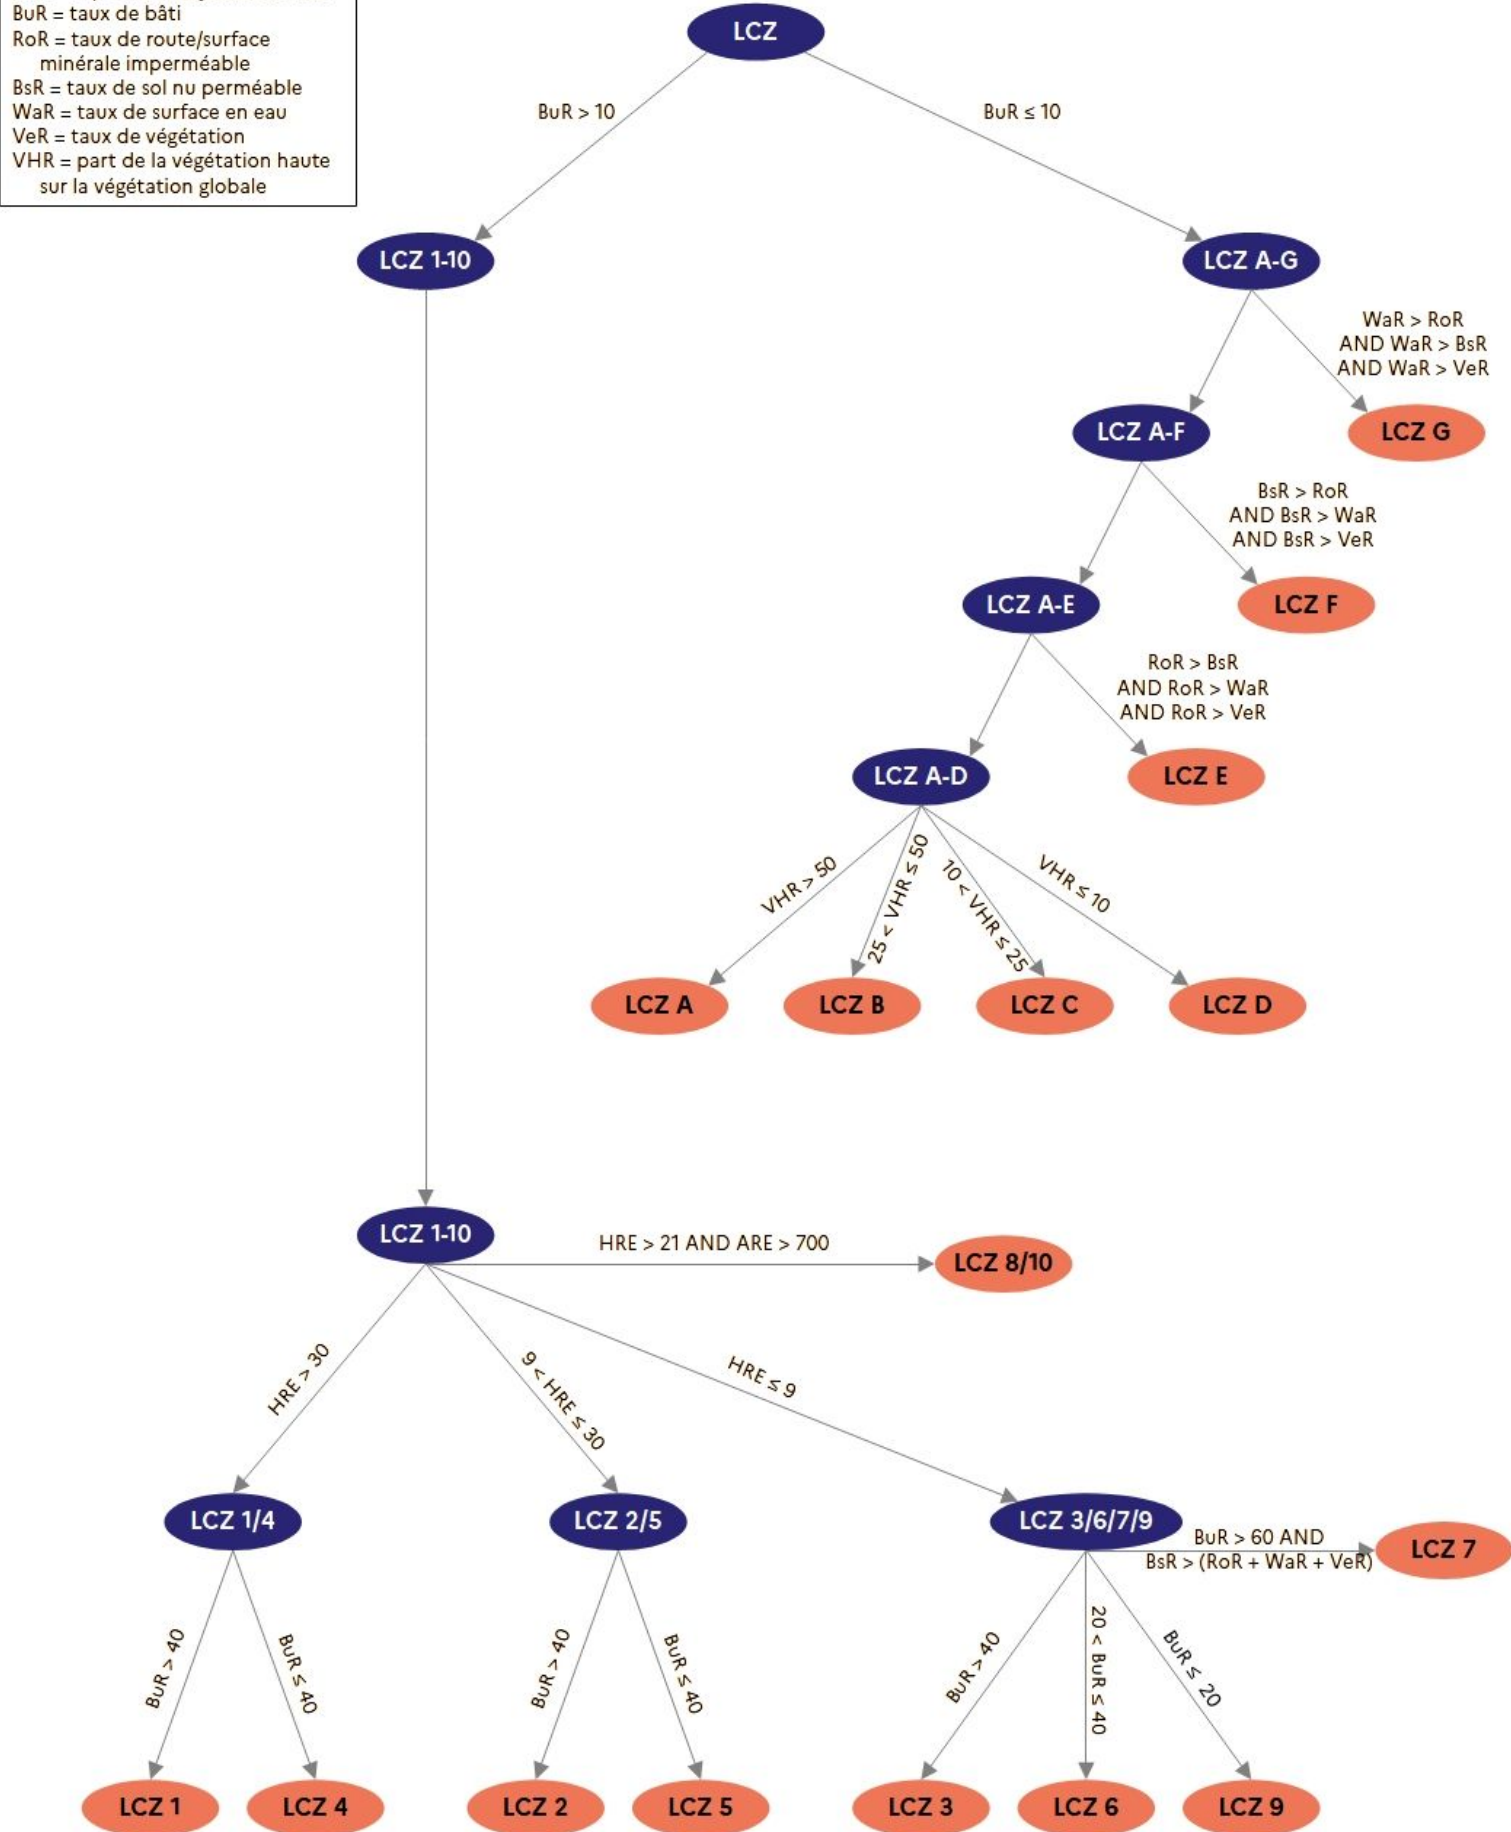 BuR = taux de bâti
RoR = taux de route/surface
minérale imperméable
BsR = taux de sol nu perméable
WaR = taux de surface en eau
VeR = taux de végétation
VHR = part de la végétation haute
sur la végétation globale
LCZ
BuR > 10
BuR ≤ 10
LCZ 1-10
LCZ A-G
WaR > RoR
AND WaR > BsR
AND WaR > VeR
LCZ A-F
LCZ G
BsR > RoR
AND BsR > WaR
AND BsR > VeR
LCZ A-E
LCZ F
RoR > BsR
AND RoR > WaR
AND RoR > VeR
LCZ A-D
LCZ E
VHR > 50
25 < VHR ≤ 50
10 < VHR ≤ 25
VHR ≤ 10
LCZ A
LCZ B
LCZ C
LCZ D
LCZ 1-10
HRE > 21 AND ARE > 700
LCZ 8/10
HRE > 30
9 < HRE ≤ 30
HRE ≤ 9
LCZ 1/4
LCZ 2/5
LCZ 3/6/7/9
BuR > 60 AND
BsR > (RoR + WaR + VeR)
LCZ 7
BuR > 40
BuR ≤ 40
BuR > 40
BuR ≤ 40
BuR > 40
20 < BuR ≤ 40
BuR ≤ 20
LCZ 1
LCZ 4
LCZ 2
LCZ 5
LCZ 3
LCZ 6
LCZ 9